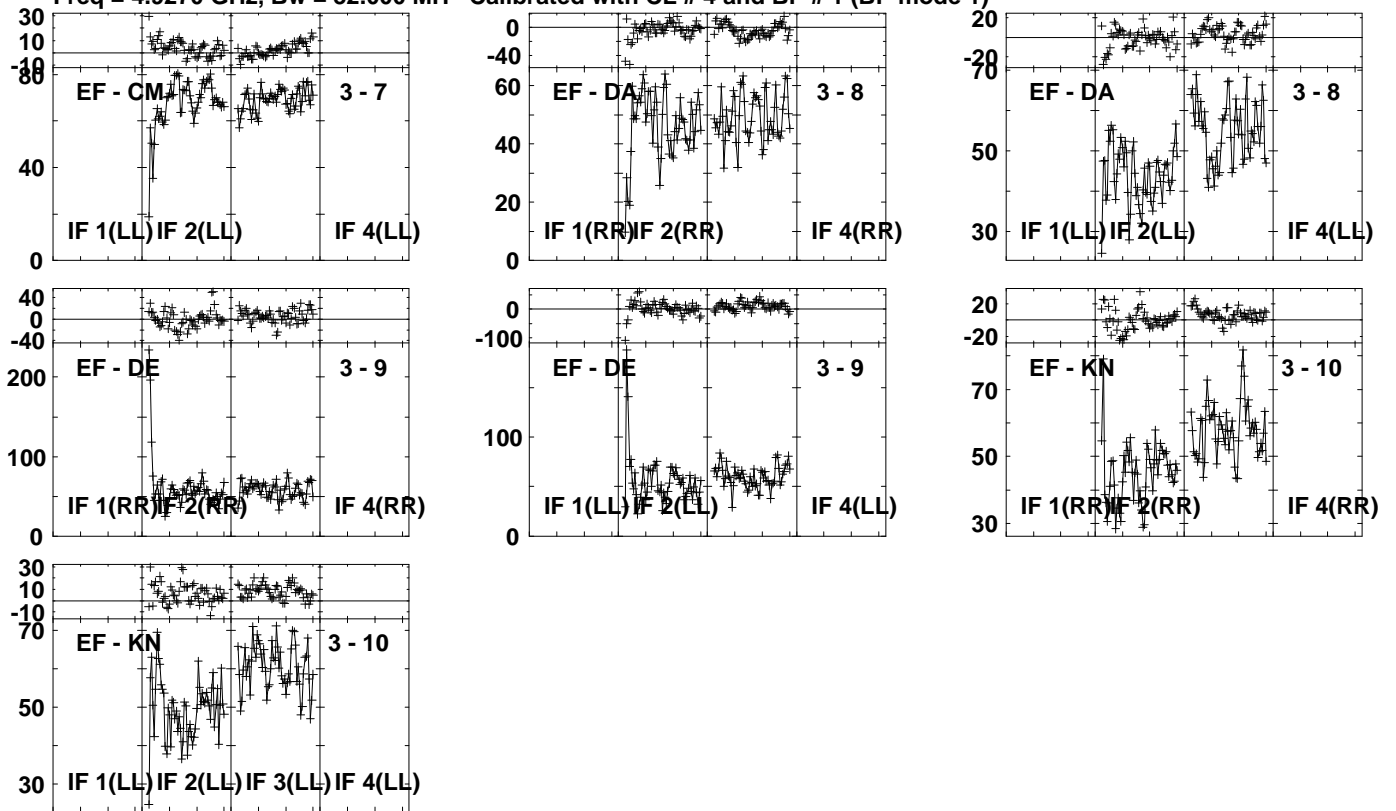 Freq = GHz, Bw = MH Calibrated with CL # 4 and BP # 1 (BP mode 1)
30
10
-10
80
40
0
EF - CM 3 - 7
IF 1(LL) IF 2(LL) IF 4(LL)
0
-40
60
40
20
0
EF - DA 3 - 8
IF 1(RR) IF 2(RR) IF 4(RR)
20
-20
70
50
30
EF - DA 3 - 8
IF 1(LL) IF 2(LL) IF 4(LL)
40
0
-40
200
100
0
EF - DE 3 - 9
IF 1(RR) IF 2(RR) IF 4(RR)
0
-100
100
0
EF - DE 3 - 9
IF 1(LL) IF 2(LL) IF 4(LL)
20
-20
70
50
30
EF - KN 3 - 10
IF 1(RR) IF 2(RR) IF 4(RR)
30
10
-10
70
50
30
EF - KN 3 - 10
IF 1(LL) IF 2(LL) IF 3(LL) IF 4(LL)